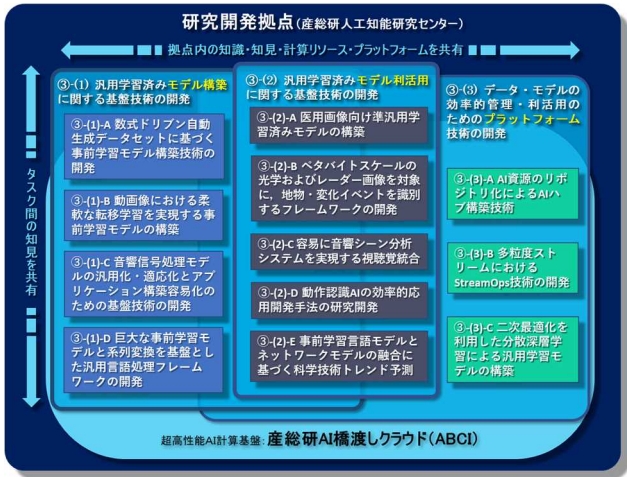 研究開発拠点(産総研人工知能研究センター)
拠点内の知識・知見・計算リソース・プラットフォームを共有
タスク間の知見を共有
③-(1) 汎用学習済みモデル構築
に関する基盤技術の開発
③-(1)-A 数式ドリブン自動
生成データセットに基づく
事前学習モデル構築技術の
開発
③-(1)-B 動画像における柔
軟な転移学習を実現する事
前学習モデルの構築
③-(1)-C 音響信号処理モデ
ルの汎用化・適応化とアプ
リケーション構築容易化の
ための基盤技術の開発
③-(1)-D 巨大な事前学習モ
デルと系列変換を基盤とし
た汎用言語処理フレーム
ワークの開発
③-(2) 汎用学習済みモデル利活用
に関する基盤技術の開発
③-(2)-A 医用画像向け準汎用学
習済みモデルの構築
③-(2)-B ペタバイトスケールの
光学およびレーダー画像を対象
に，地物・変化イベントを識別
するフレームワークの開発
③-(2)-C 容易に音響シーン分析
システムを実現する視聴覚統合
③-(2)-D 動作認識AIの効率的応
用開発手法の研究開発
③-(2)-E 事前学習言語モデルと
ネットワークモデルの融合に
基づく科学技術トレンド予測
③-(3) データ・モデルの
効率的管理・利活用の
ためのプラットフォーム
技術の開発
③-(3)-A AI資源のリポ
ジトリ化によるAIハ
ブ構築技術
③-(3)-B 多粒度スト
リームにおける
StreamOps技術の開発
③-(3)-C 二次最適化を
利用した分散深層学
習による汎用学習モ
デルの構築
超高性能AI計算基盤: 産総研AI橋渡しクラウド(ABCI)